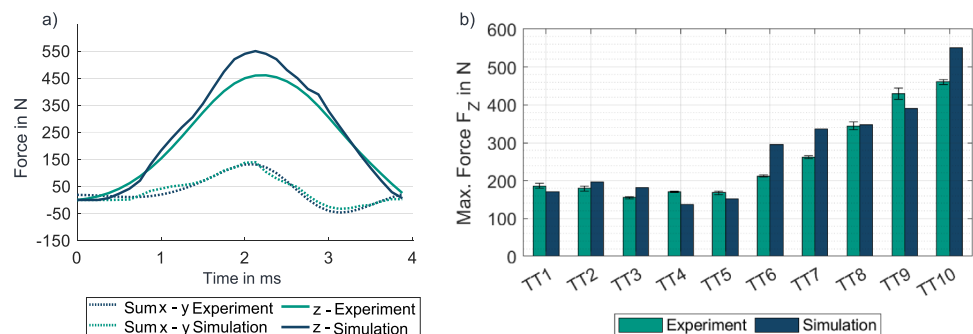 a)
Force in N
550
450
350
250
150
50
-50
-150
0
1
2
3
4
Time in ms
Sum x - y Experiment
z - Experiment
Sum x - y Simulation
z - Simulation
b)
Max. Force F_Z in N
600
500
400
300
200
100
0
TT1
TT2
TT3
TT4
TT5
TT6
TT7
TT8
TT9
TT10
Experiment
Simulation